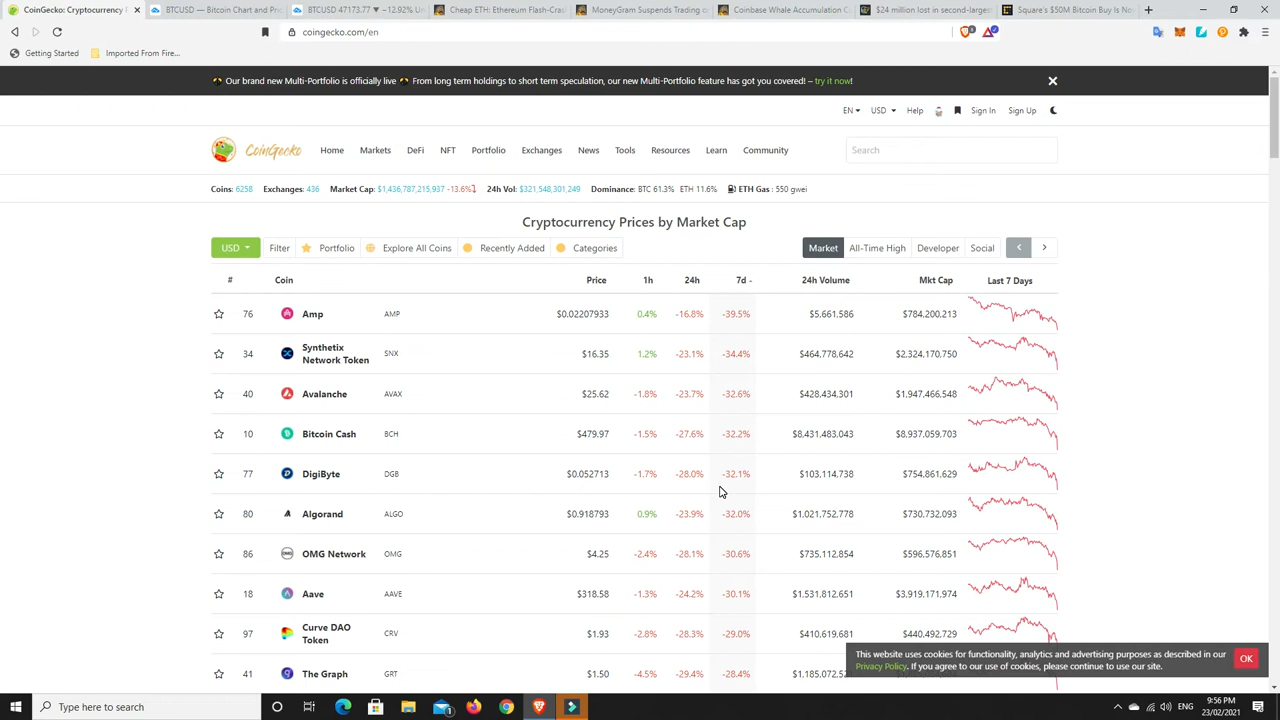 CoinGecko: Cryptocurrency P
BTCUSD — Bitcoin Chart and Pri
BTCUSD 47173.77 ▼ −12.92% Un
Cheap ETH: Ethereum Flash-Cras
MoneyGram Suspends Trading o
Coinbase Whale Accumulation C
$24 million lost in second-larges
Square's $50M Bitcoin Buy Is No
coingecko.com/en
Getting Started
Imported From Fire...
Our brand new Multi-Portfolio is officially live
From long term holdings to short term speculation, our new Multi-Portfolio feature has got you covered! – try it now!
EN
USD
Help
Sign In
Sign Up
CoinGecko
Home
Markets
DeFi
NFT
Portfolio
Exchanges
News
Tools
Resources
Learn
Community
Search
Coins: 6258 Exchanges: 436 Market Cap: $1,436,787,215,937 -13.6% 24h Vol: $321,548,301,249 Dominance: BTC 61.3% ETH 11.6% ETH Gas : 550 gwei
Cryptocurrency Prices by Market Cap
USD
Filter
Portfolio
Explore All Coins
Recently Added
Categories
Market
All-Time High
Developer
Social
# Coin Price 1h 24h 7d 24h Volume Mkt Cap Last 7 Days
76 Amp AMP $0.02207933 0.4% -16.8% -39.5% $5,661,586 $784,200,213
34 Synthetix Network Token SNX $16.35 1.2% -23.1% -34.4% $464,778,642 $2,324,170,750
40 Avalanche AVAX $25.62 -1.8% -23.7% -32.6% $428,434,301 $1,947,466,548
10 Bitcoin Cash BCH $479.97 -1.5% -27.6% -32.2% $8,431,483,043 $8,937,059,703
77 DigiByte DGB $0.052713 -1.7% -28.0% -32.1% $103,114,738 $754,861,629
80 Algorand ALGO $0.918793 0.9% -23.9% -32.0% $1,021,752,778 $730,732,093
86 OMG Network OMG $4.25 -2.4% -28.1% -30.6% $735,112,854 $596,576,851
18 Aave AAVE $318.58 -1.3% -24.2% -30.1% $1,531,812,651 $3,919,171,974
97 Curve DAO Token CRV $1.93 -2.8% -28.3% -29.0% $410,619,681 $440,492,729
41 The Graph GRT $1.50 -4.5% -29.4% -28.4%
This website uses cookies for functionality, analytics and advertising purposes as described in our
Privacy Policy. If you agree to our use of cookies, please continue to use our site.
OK
Type here to search
ENG
9:56 PM
23/02/2021